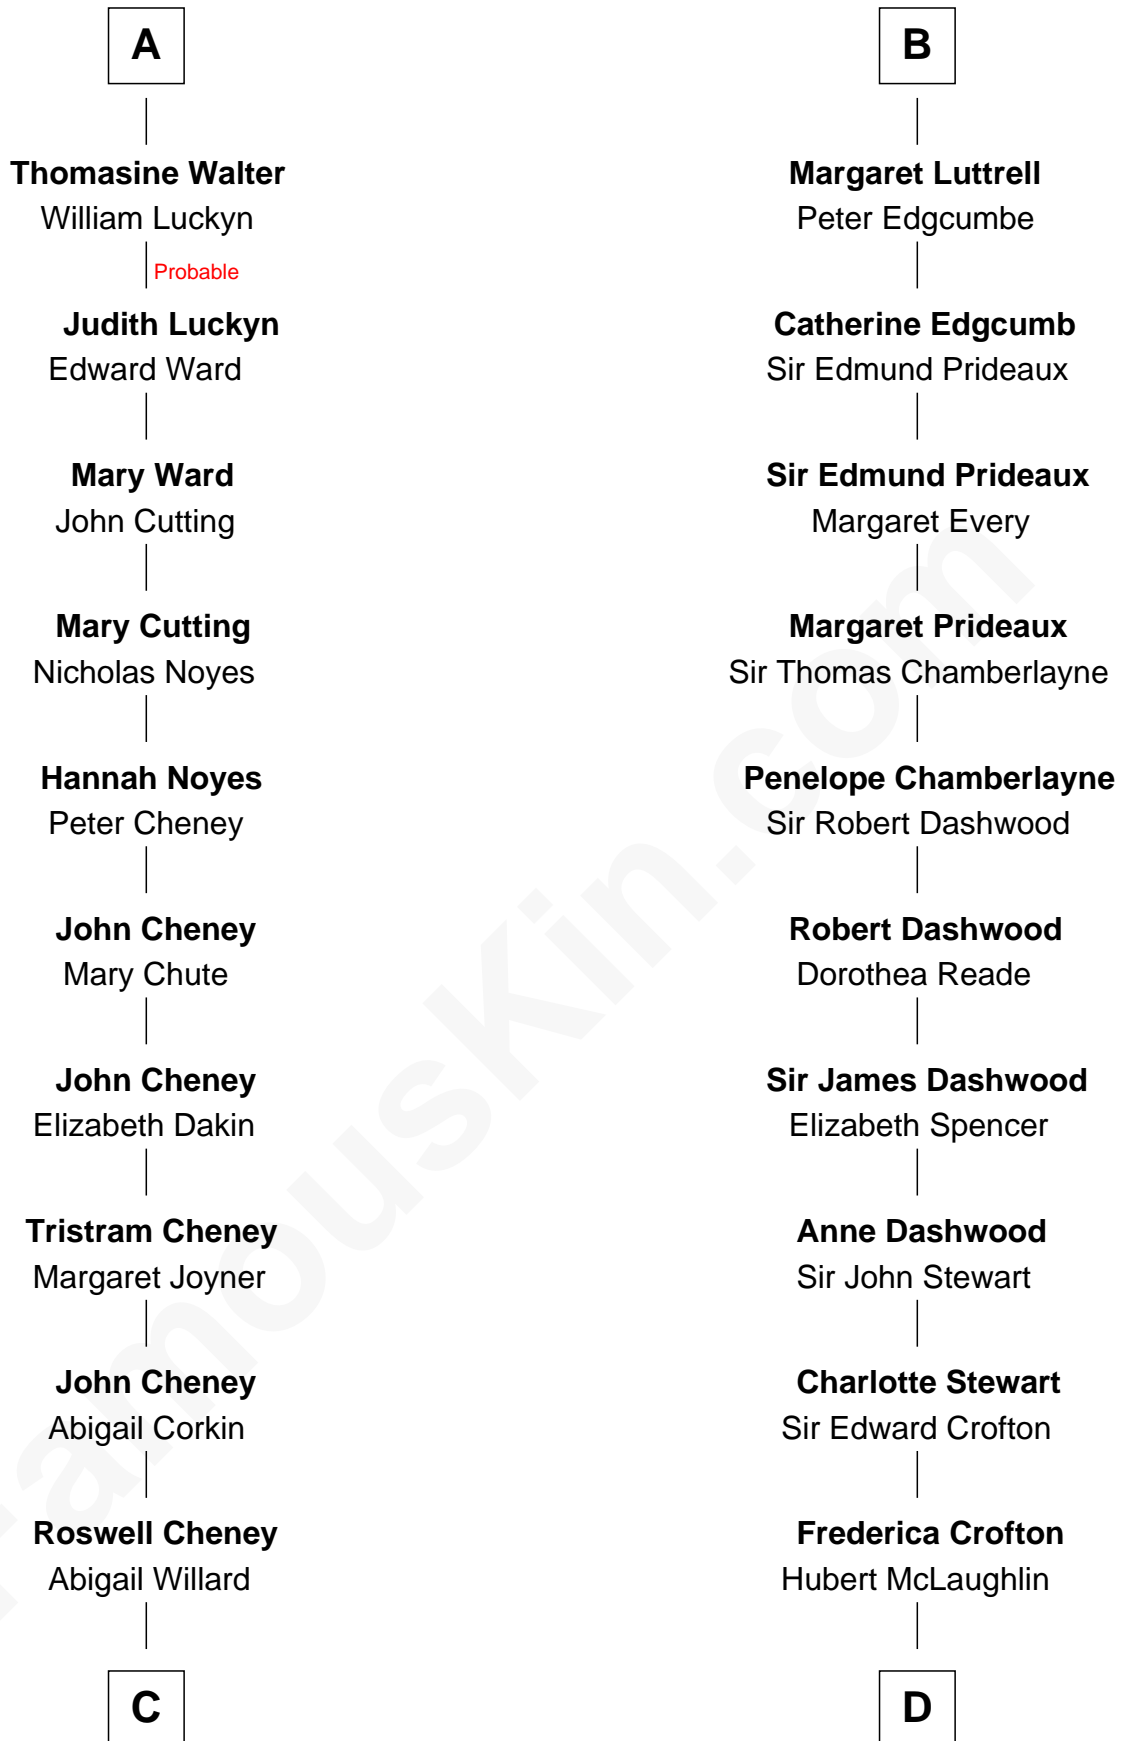 A
Thomasine Walter
William Luckyn
Probable
Judith Luckyn
Edward Ward
Mary Ward
John Cutting
Mary Cutting
Nicholas Noyes
Hannah Noyes
Peter Cheney
John Cheney
Mary Chute
John Cheney
Elizabeth Dakin
Tristram Cheney
Margaret Joyner
John Cheney
Abigail Corkin
Roswell Cheney
Abigail Willard
C
B
Margaret Luttrell
Peter Edgcumbe
Catherine Edgcumb
Sir Edmund Prideaux
Sir Edmund Prideaux
Margaret Every
Margaret Prideaux
Sir Thomas Chamberlayne
Penelope Chamberlayne
Sir Robert Dashwood
Robert Dashwood
Dorothea Reade
Sir James Dashwood
Elizabeth Spencer
Anne Dashwood
Sir John Stewart
Charlotte Stewart
Sir Edward Crofton
Frederica Crofton
Hubert McLaughlin
D
FamousKin.com